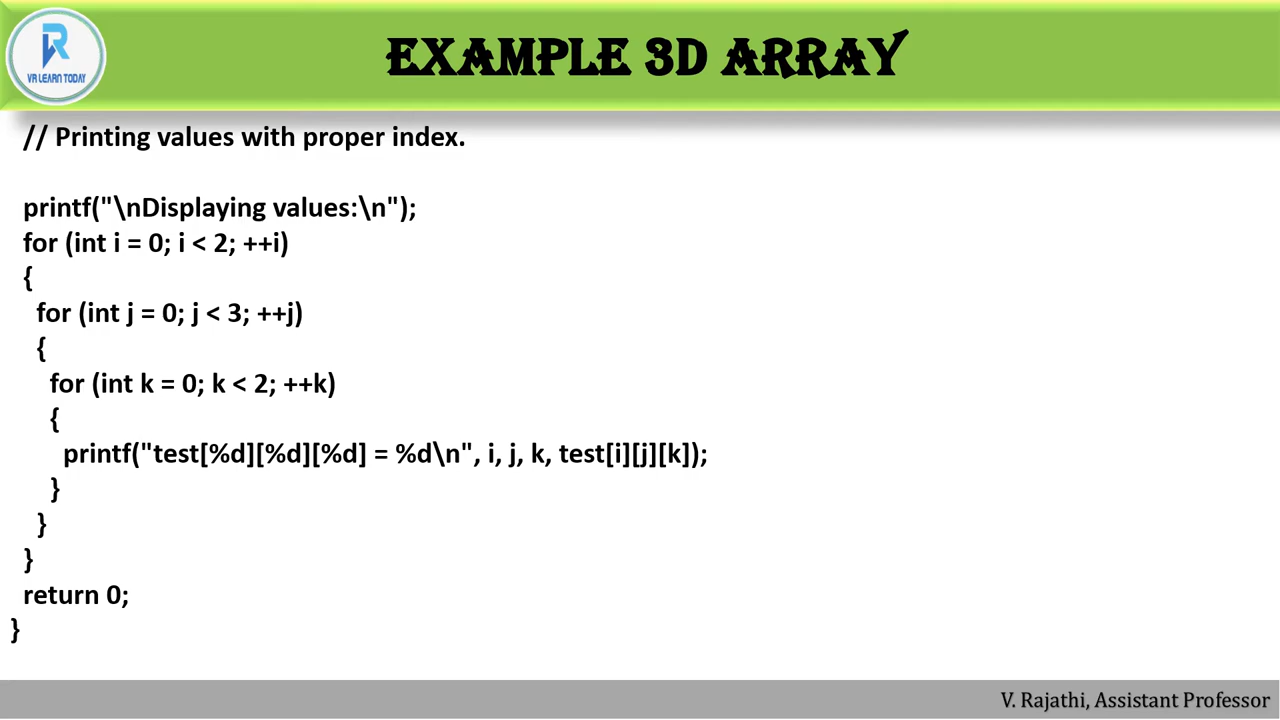 VR LEARN TODAY
EXAMPLE 3D ARRAY
// Printing values with proper index.
printf("\nDisplaying values:\n");
for (int i = 0; i < 2; ++i)
{
for (int j = 0; j < 3; ++j)
{
for (int k = 0; k < 2; ++k)
{
printf("test[%d][%d][%d] = %d\n", i, j, k, test[i][j][k]);
}
}
}
return 0;
}
V. Rajathi, Assistant Professor